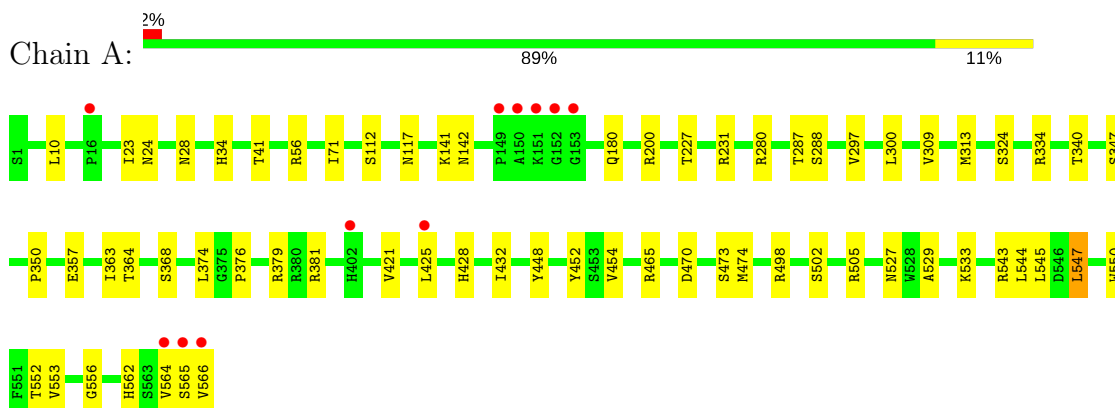 2%
Chain A:
89% 11%
S1 L10 P16 I23 N24 N28 H34 T41 R56 I71 S112 N117 K141 N142 P149 A150 K151 G152 G153 Q180 R200 T227 R231 R280 T287 S288 V297 L300 V309 M313 S324 R334 T340 S347
P350 E357 I363 T364 S368 L374 G375 P376 R379 R380 R381 H402 V421 L425 H428 I432 Y448 Y452 S453 V454 R465 D470 S473 M474 R498 S502 R505 N527 W528 A529 K533 R543 L544 L545 D546 L547 W550
F551 T552 V553 G556 H562 S563 V564 S565 V566